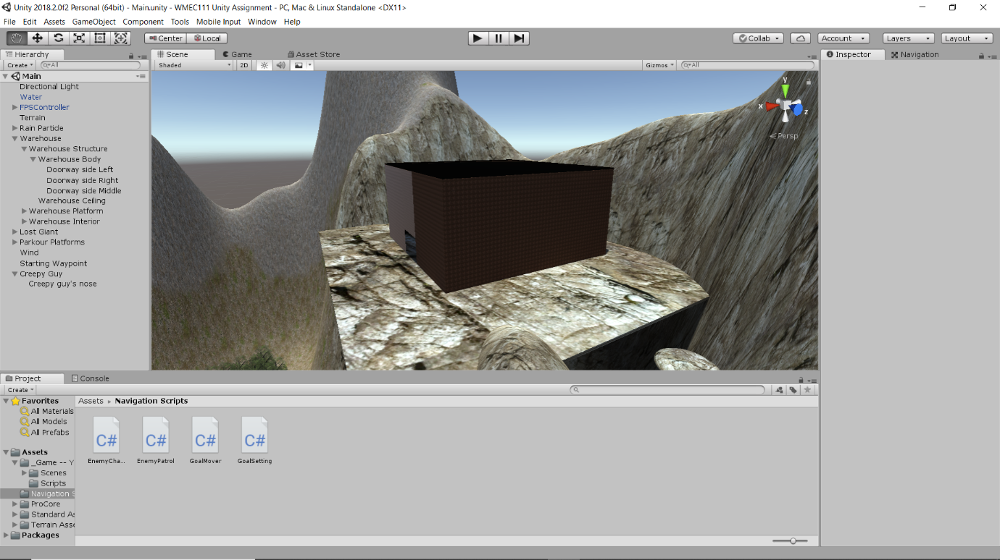 Unity 2018.2.0f2 Personal (64bit) - Main.unity - WMEC111 Unity Assignment - PC, Mac & Linux Standalone <DX11>
File Edit Assets GameObject Component Tools Mobile Input Window Help
Center Local Collab Account Layers Layout
Hierarchy
Create All
Main
Directional Light
Water
FPSController
Terrain
Rain Particle
Warehouse
Warehouse Structure
Warehouse Body
Doorway side Left
Doorway side Right
Doorway side Middle
Warehouse Ceiling
Warehouse Platform
Warehouse Interior
Lost Giant
Parkour Platforms
Wind
Starting Waypoint
Creepy Guy
Creepy guy's nose
Scene Game Asset Store
Shaded 2D Gizmos All
y
x
z
Persp
Inspector Navigation
Project Console
Create
Favorites
All Materials
All Models
All Prefabs
Assets
_Game -- Y
Scenes
Scripts
Navigation S
ProCore
Standard As
Terrain Asse
Packages
Assets Navigation Scripts
C# C# C# C#
EnemyCha... EnemyPatrol GoalMover GoalSetting